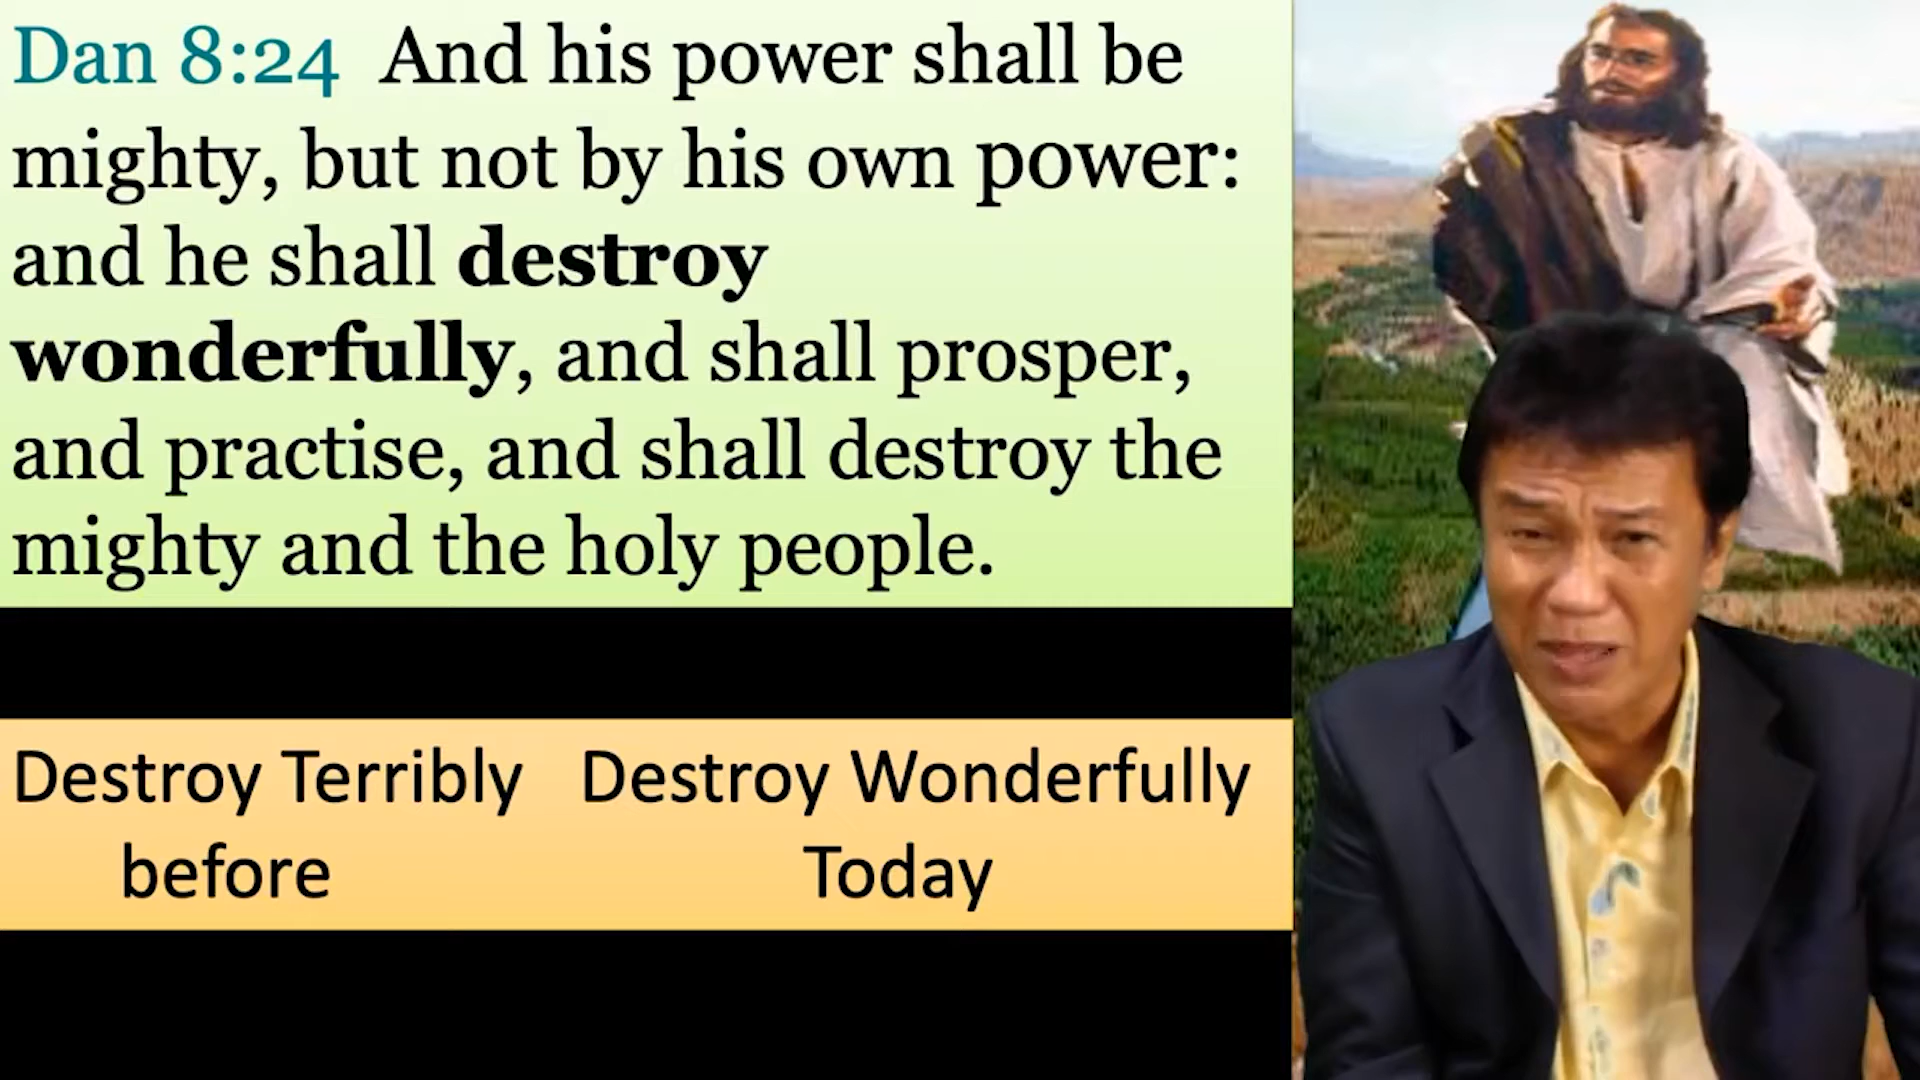 Dan 8:24 And his power shall be
mighty, but not by his own power:
and he shall destroy
wonderfully, and shall prosper,
and practise, and shall destroy the
mighty and the holy people.
Destroy Terribly Destroy Wonderfully
before Today